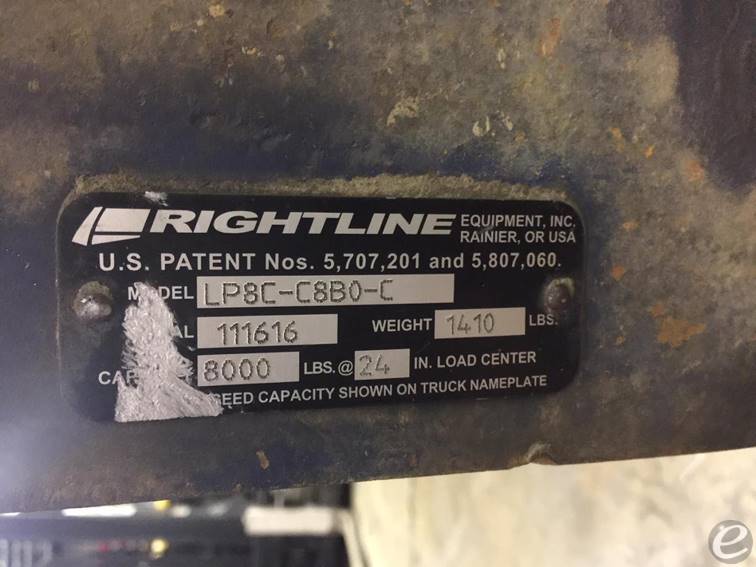 RIGHTLINE EQUIPMENT, INC.
RAINIER, OR USA
U.S. PATENT Nos. 5,707,201 and 5,807,060.
MODEL LP8C-C8B0-C
111616 WEIGHT 1410 LBS.
8000 LBS. @ 24 IN. LOAD CENTER
CAPACITY SHOWN ON TRUCK NAMEPLATE
e